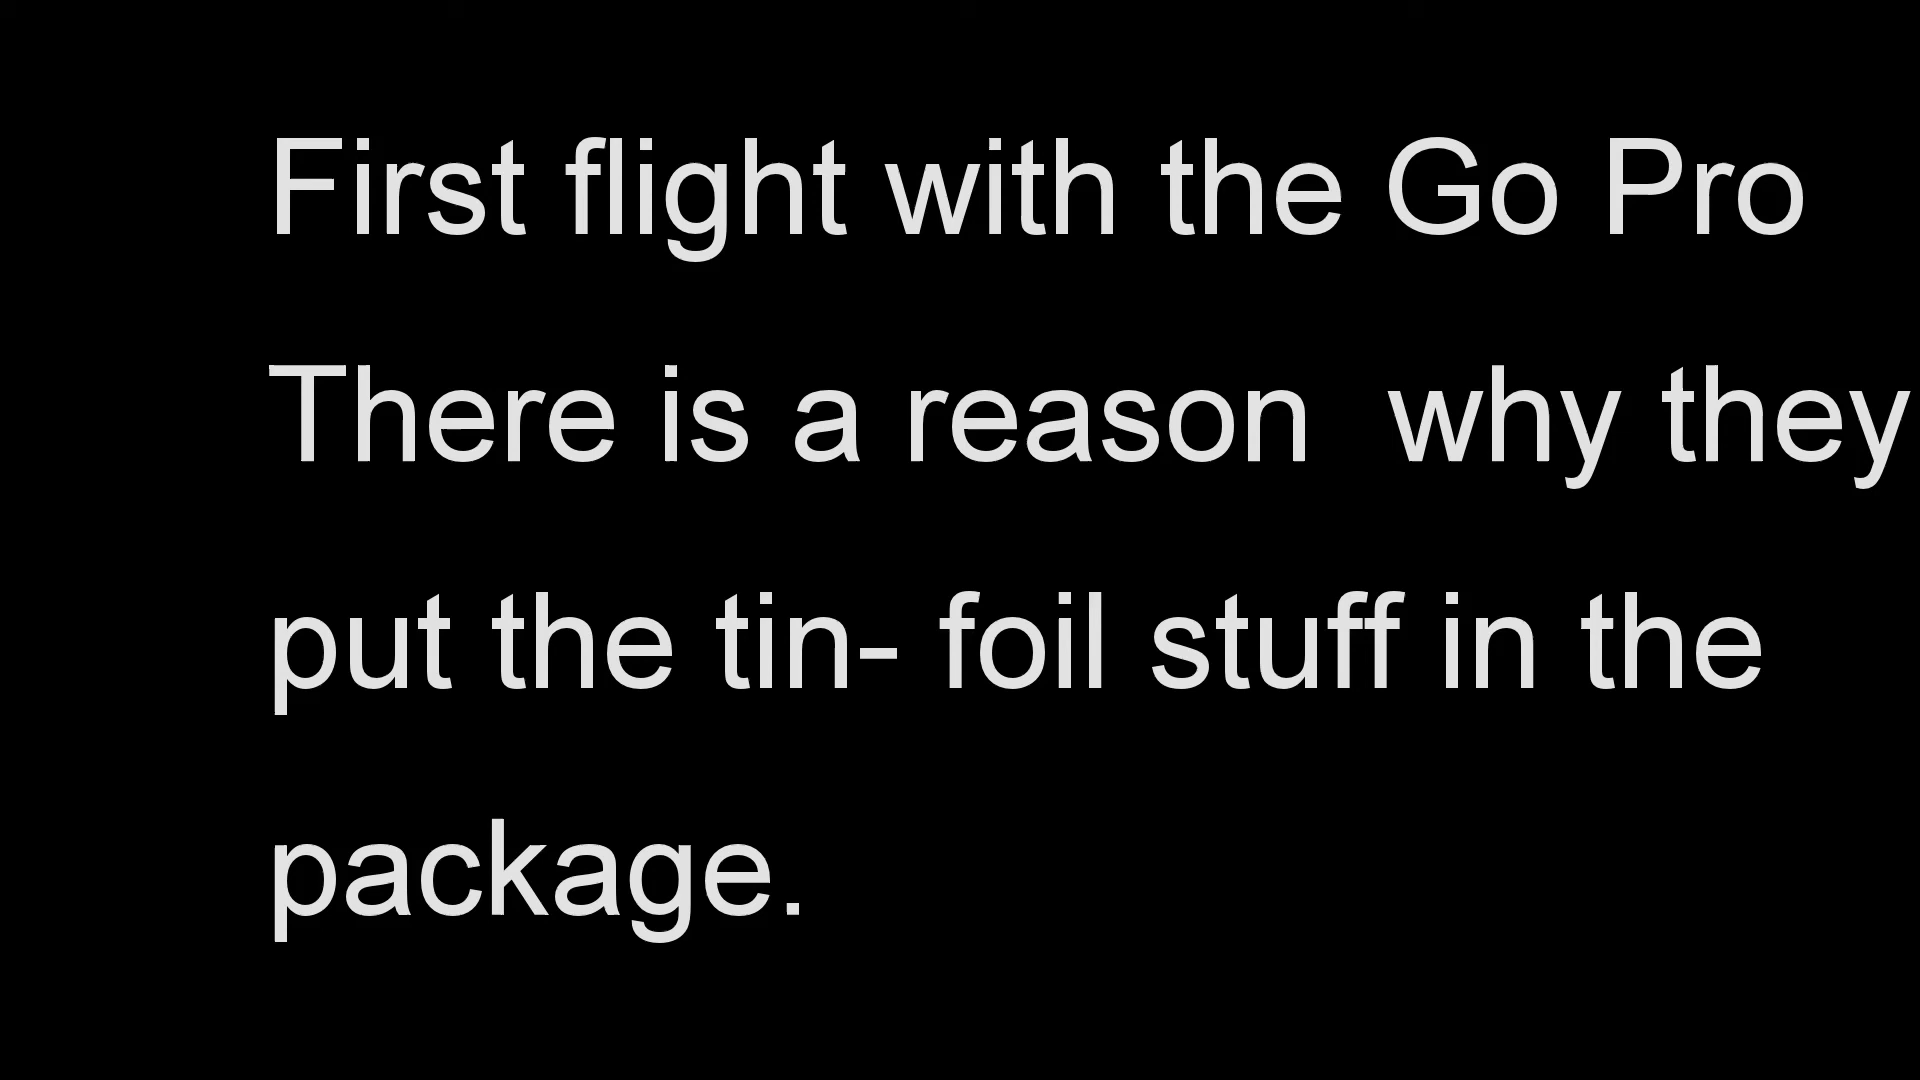 First flight with the Go Pro
There is a reason  why they
put the tin- foil stuff in the
package.